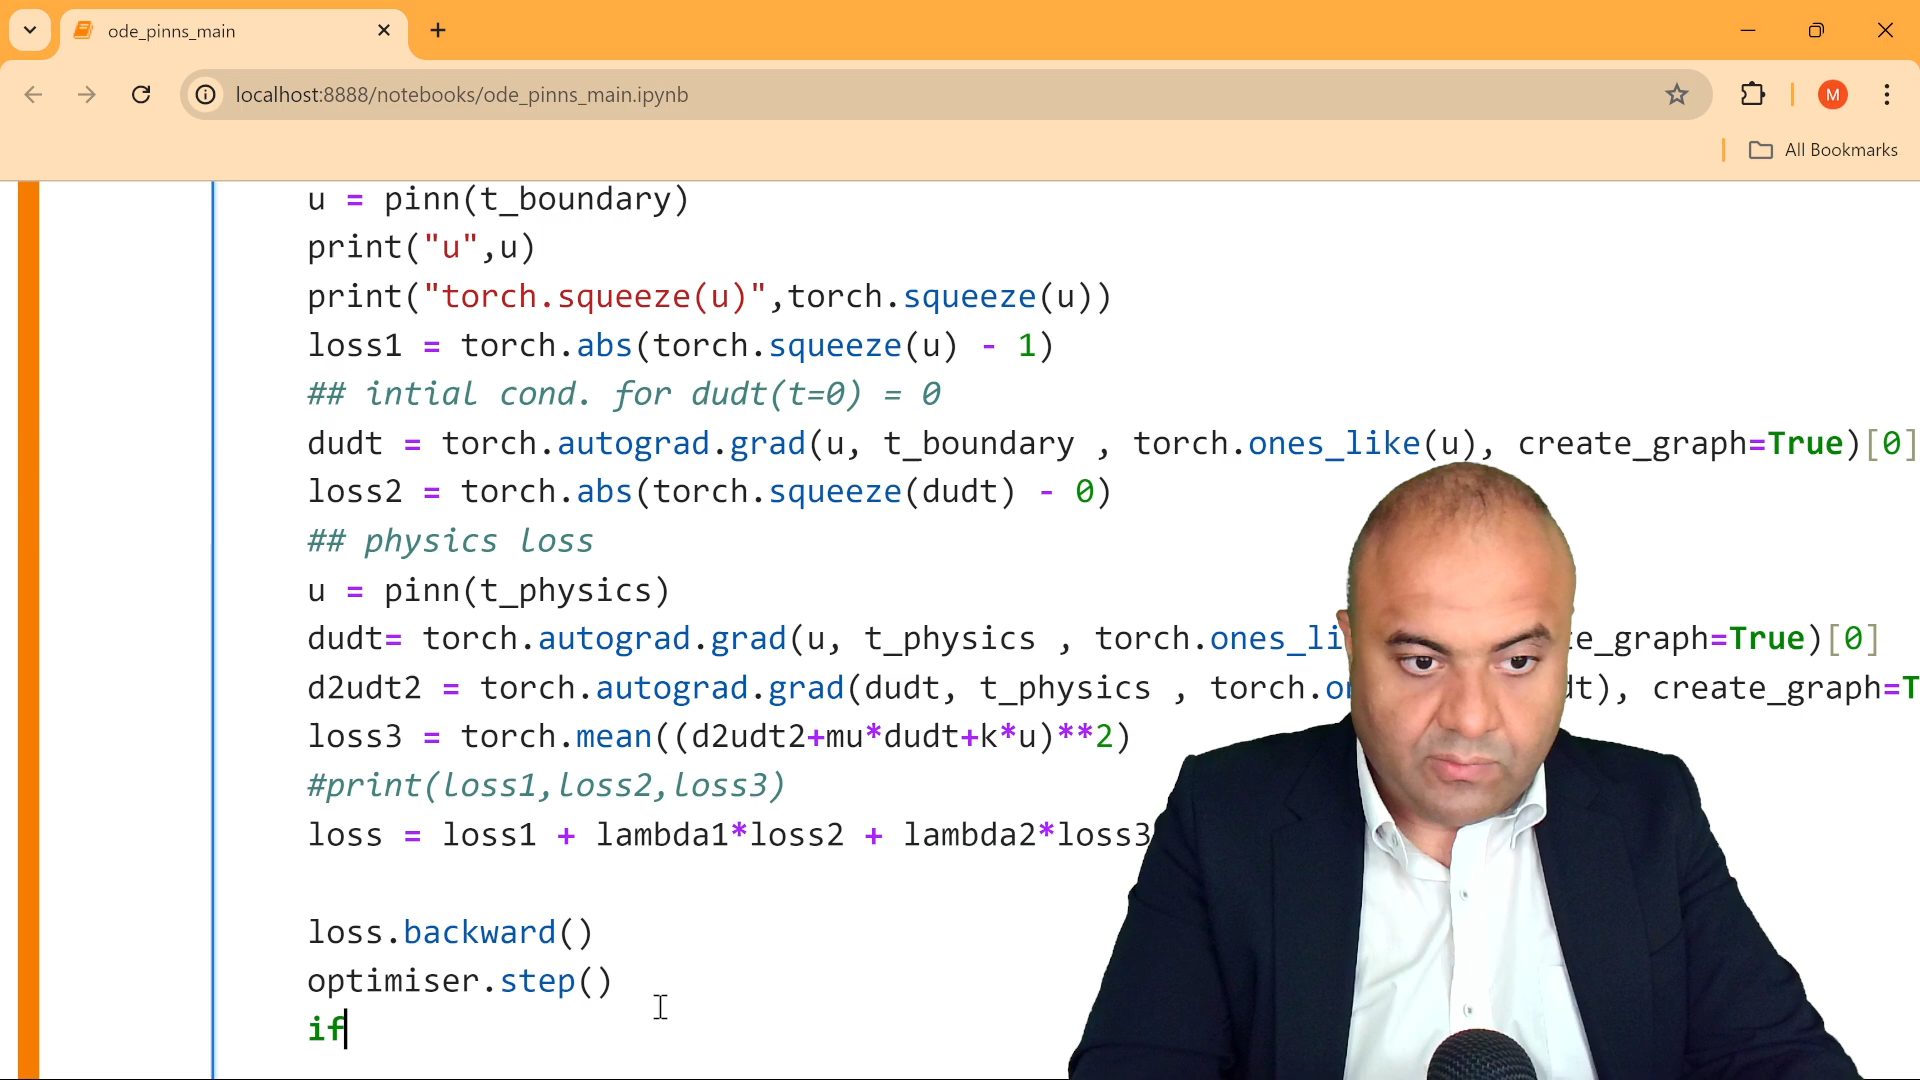 ode_pinns_main
localhost:8888/notebooks/ode_pinns_main.ipynb
M
All Bookmarks
u = pinn(t_boundary)
print("u",u)
print("torch.squeeze(u)",torch.squeeze(u))
loss1 = torch.abs(torch.squeeze(u) - 1)
## intial cond. for dudt(t=0) = 0
dudt = torch.autograd.grad(u, t_boundary , torch.ones_like(u), create_graph=True)[0]
loss2 = torch.abs(torch.squeeze(dudt) - 0)
## physics loss
u = pinn(t_physics)
dudt= torch.autograd.grad(u, t_physics , torch.ones_li e_graph=True)[0]
d2udt2 = torch.autograd.grad(dudt, t_physics , torch.o dt), create_graph=T
loss3 = torch.mean((d2udt2+mu*dudt+k*u)**2)
#print(loss1,loss2,loss3)
loss = loss1 + lambda1*loss2 + lambda2*loss3
loss.backward()
optimiser.step()
if